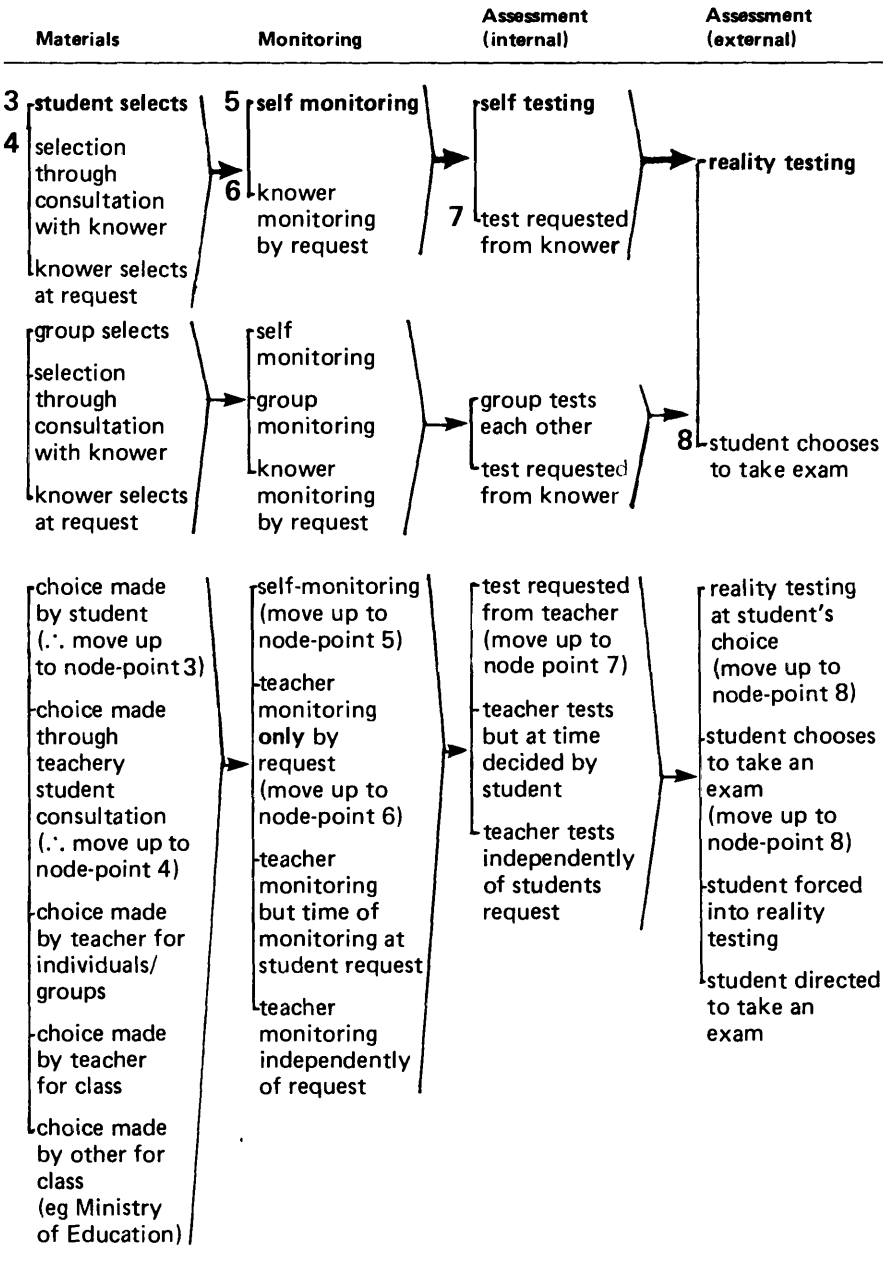 Materials
Monitoring
Assessment
(internal)
Assessment
(external)
3 student selects
4 selection
through
consultation
with knower
knower selects
at request
5 self monitoring
6 knower
monitoring
by request
self testing
7 test requested
from knower
reality testing
group selects
selection
through
consultation
with knower
knower selects
at request
self
monitoring
group
monitoring
knower
monitoring
by request
group tests
each other
test requested
from knower
8 student chooses
to take exam
choice made
by student
(∴ move up
to node-point 3)
choice made
through
teachery
student
consultation
(∴ move up to
node-point 4)
choice made
by teacher for
individuals/
groups
choice made
by teacher
for class
choice made
by other for
class
(eg Ministry
of Education)
self-monitoring
(move up to
node-point 5)
teacher
monitoring
only by
request
(move up to
node-point 6)
teacher
monitoring
but time of
monitoring at
student request
teacher
monitoring
independently
of request
test requested
from teacher
(move up to
node point 7)
teacher tests
but at time
decided by
student
teacher tests
independently
of students
request
reality testing
at student's
choice
(move up to
node-point 8)
student chooses
to take an
exam
(move up to
node-point 8)
student forced
into reality
testing
student directed
to take an
exam